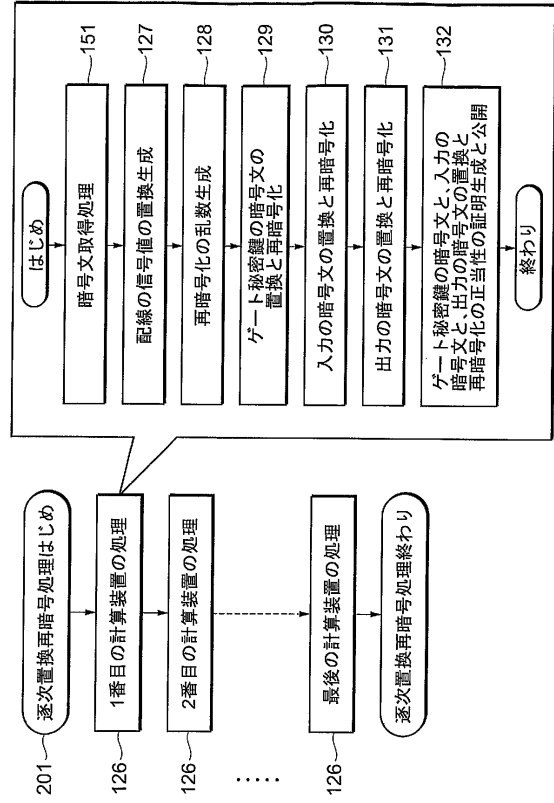 201
逐次置換再暗号処理はじめ
126
1番目の計算装置の処理
126
2番目の計算装置の処理
.....
126
最後の計算装置の処理
逐次置換再暗号処理終わり
はじめ
暗号文取得処理
151
配線の信号値の置換生成
127
再暗号化の乱数生成
128
ゲート秘密鍵の暗号文の
置換と再暗号化
129
入力の暗号文の置換と再暗号化
130
出力の暗号文の置換と再暗号化
131
ゲート秘密鍵の暗号文と、入力の
暗号文と、出力の暗号文の置換と
再暗号化の正当性の証明生成と公開
132
終わり